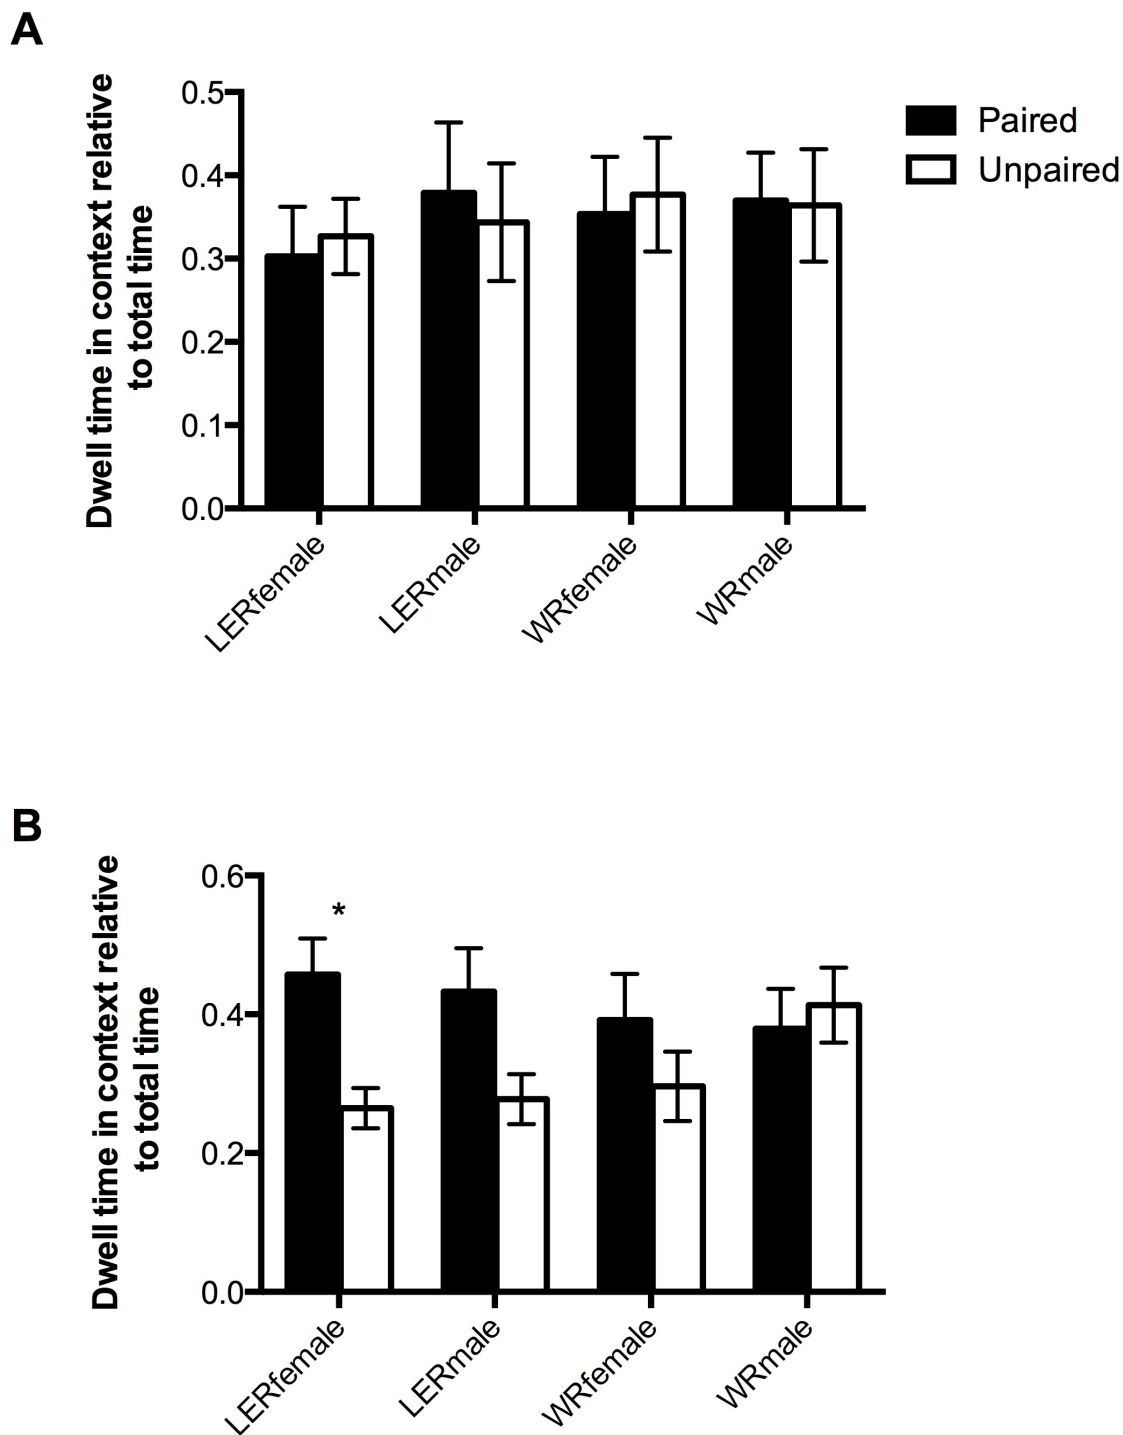 A
Dwell time in context relative
to total time
0.5
0.4
0.3
0.2
0.1
0.0
Paired
Unpaired
LERfemale
LERmale
WRfemale
WRmale
B
Dwell time in context relative
to total time
0.6
0.4
0.2
0.0
*
LERfemale
LERmale
WRfemale
WRmale